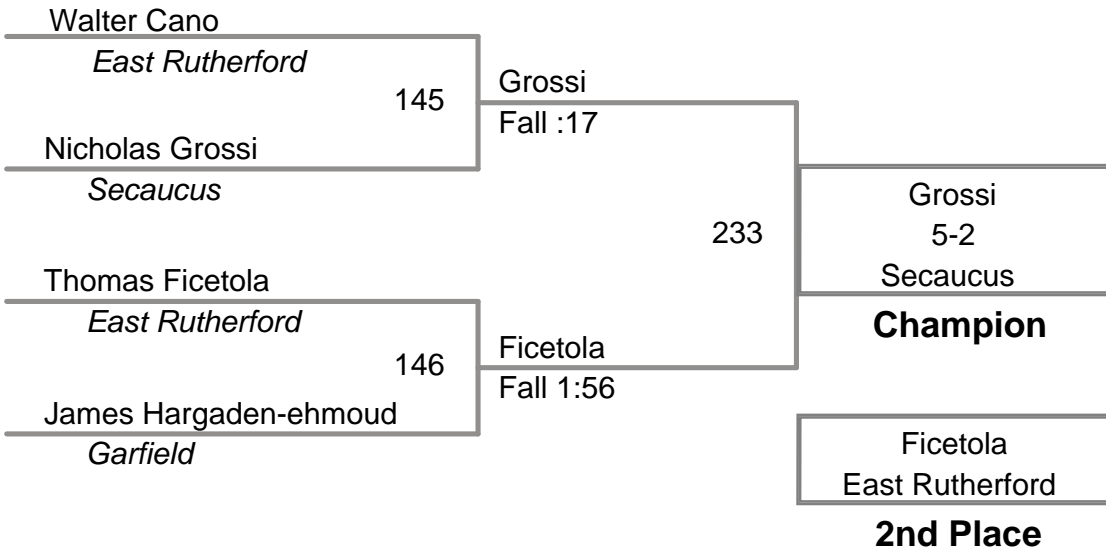 Walter Cano
East Rutherford
145
Nicholas Grossi
Secaucus
Grossi
Fall :17
Thomas Ficetola
East Rutherford
146
James Hargaden-ehmoud
Garfield
Ficetola
Fall 1:56
233
Grossi
5-2
Secaucus
Champion
Ficetola
East Rutherford
2nd Place